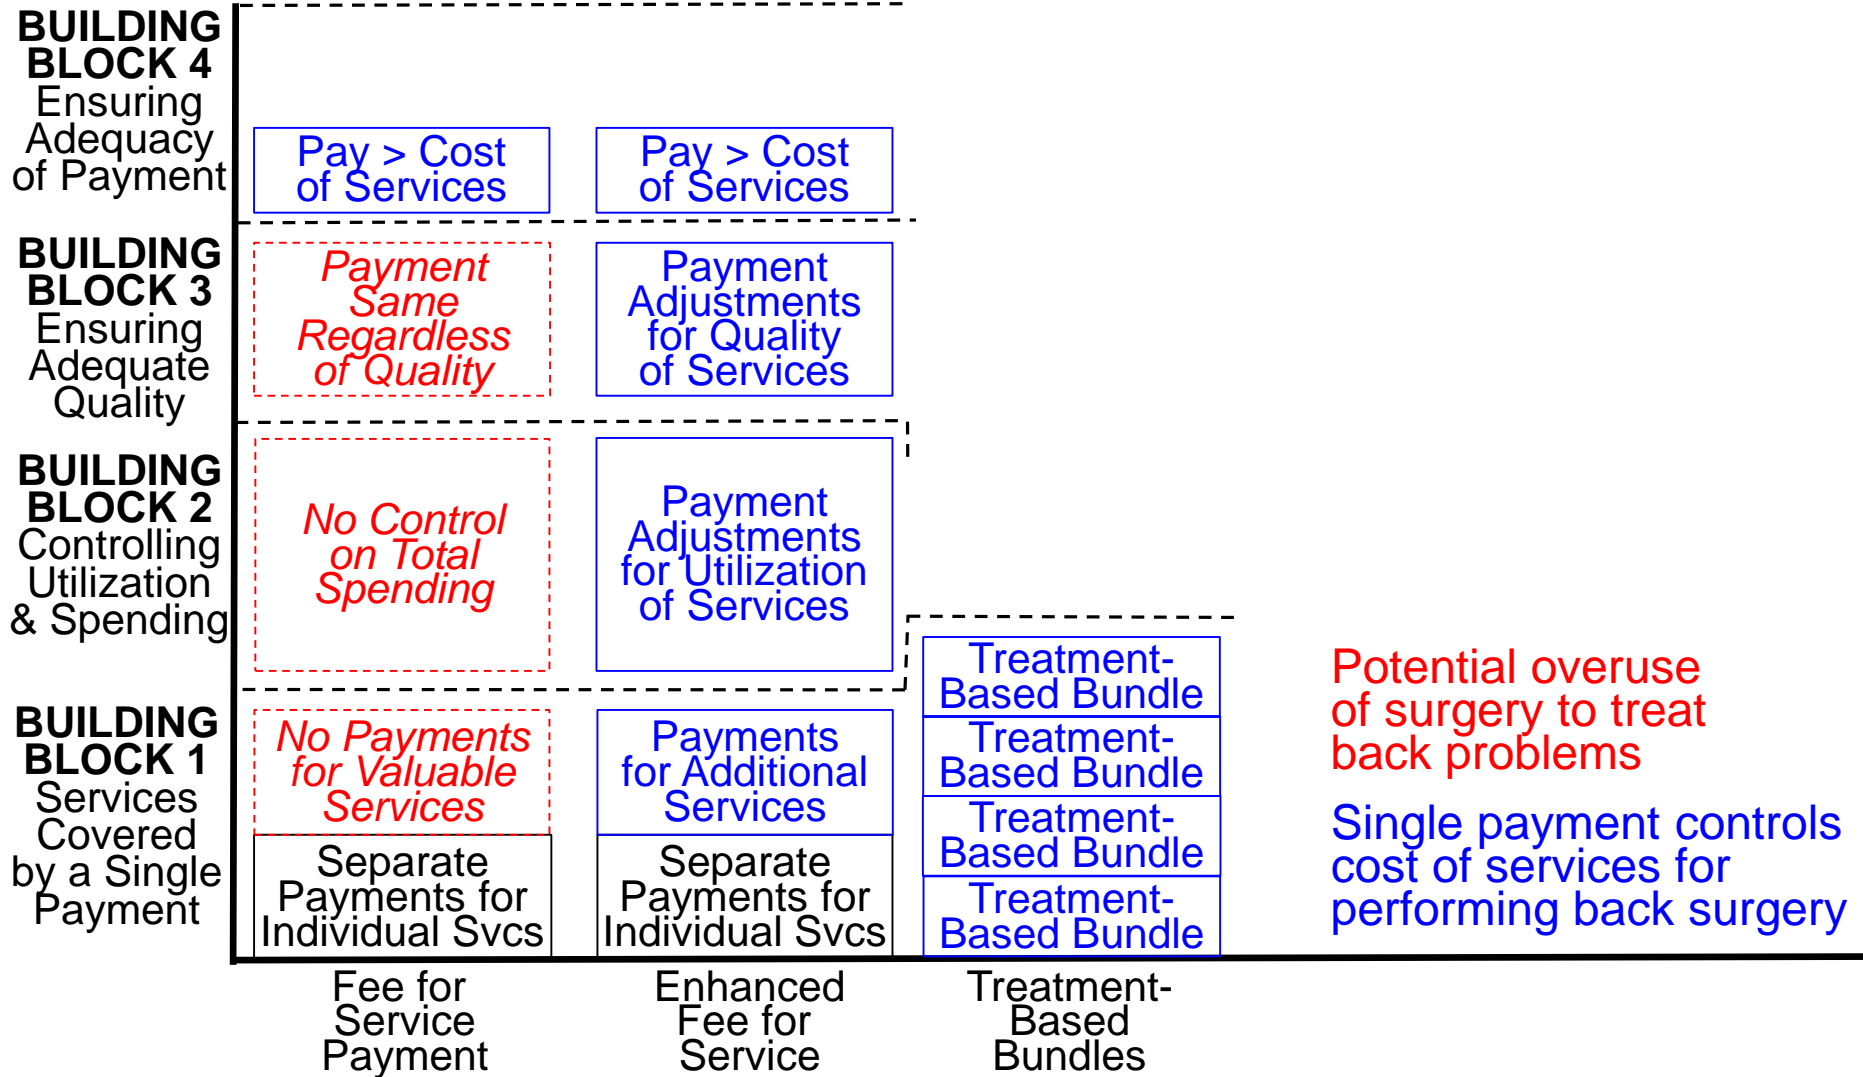 BUILDING
BLOCK 4
Ensuring
Adequacy
of Payment
Pay > Cost
of Services
Pay > Cost
of Services
BUILDING
BLOCK 3
Ensuring
Adequate
Quality
Payment
Same
Regardless
of Quality
Payment
Adjustments
for Quality
of Services
BUILDING
BLOCK 2
Controlling
Utilization
& Spending
No Control
on Total
Spending
Payment
Adjustments
for Utilization
of Services
BUILDING
BLOCK 1
Services
Covered
by a Single
Payment
No Payments
for Valuable
Services
Separate
Payments for
Individual Svcs
Payments
for Additional
Services
Separate
Payments for
Individual Svcs
Treatment-
Based Bundle
Treatment-
Based Bundle
Treatment-
Based Bundle
Treatment-
Based Bundle
Potential overuse
of surgery to treat
back problems
Single payment controls
cost of services for
performing back surgery
Fee for
Service
Payment
Enhanced
Fee for
Service
Treatment-
Based
Bundles